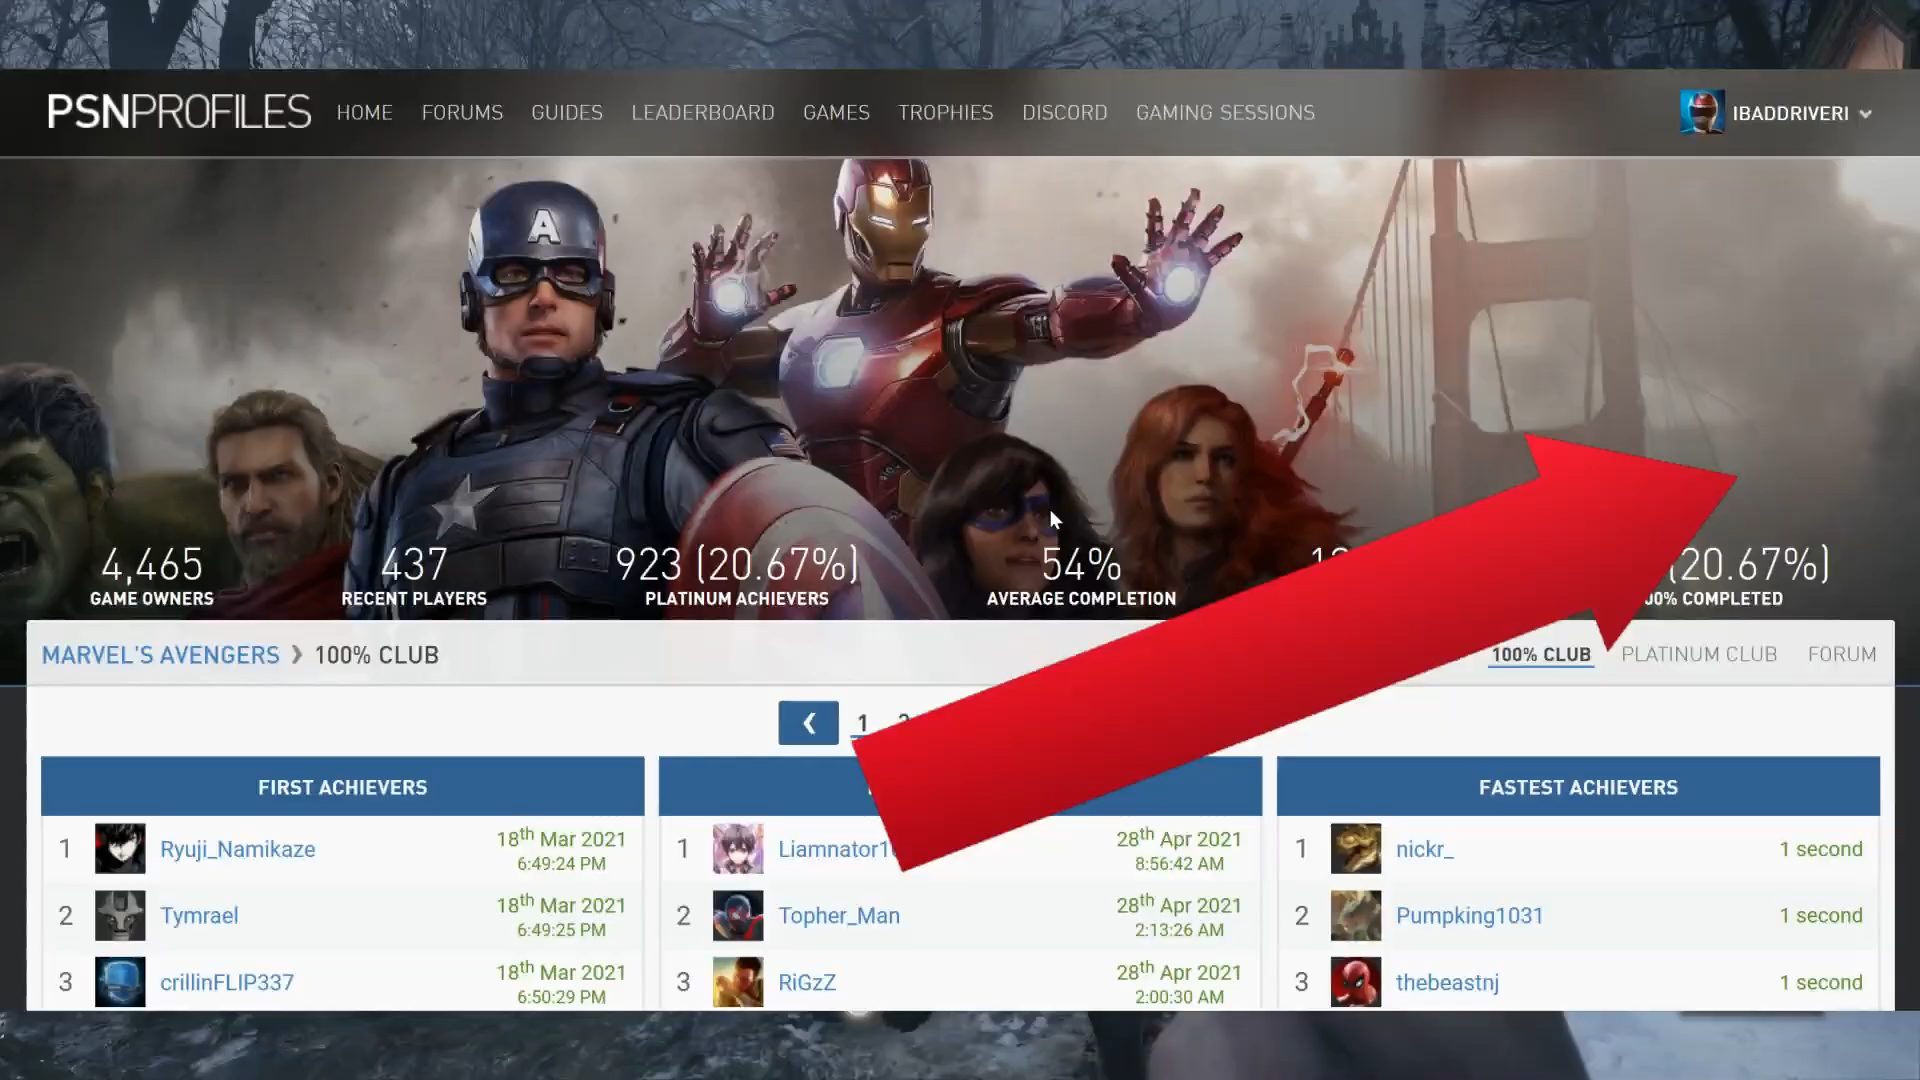 PSNPROFILES HOME FORUMS GUIDES LEADERBOARD GAMES TROPHIES DISCORD GAMING SESSIONS IBADDRIVERI
A
4,465 437 923 (20.67%) 54% (20.67%)
GAME OWNERS RECENT PLAYERS PLATINUM ACHIEVERS AVERAGE COMPLETION COMPLETED
MARVEL'S AVENGERS > 100% CLUB 100% CLUB PLATINUM CLUB FORUM
1
FIRST ACHIEVERS
1 Ryuji_Namikaze 18th Mar 2021
6:49:24 PM
2 Tymrael 18th Mar 2021
6:49:25 PM
3 crillinFLIP337 18th Mar 2021
6:50:29 PM
1 28th Apr 2021
8:56:42 AM
2 Topher_Man 28th Apr 2021
2:13:26 AM
3 RiGzZ 28th Apr 2021
2:00:30 AM
FASTEST ACHIEVERS
1 nickr_ 1 second
2 Pumpking1031 1 second
3 thebeastnj 1 second